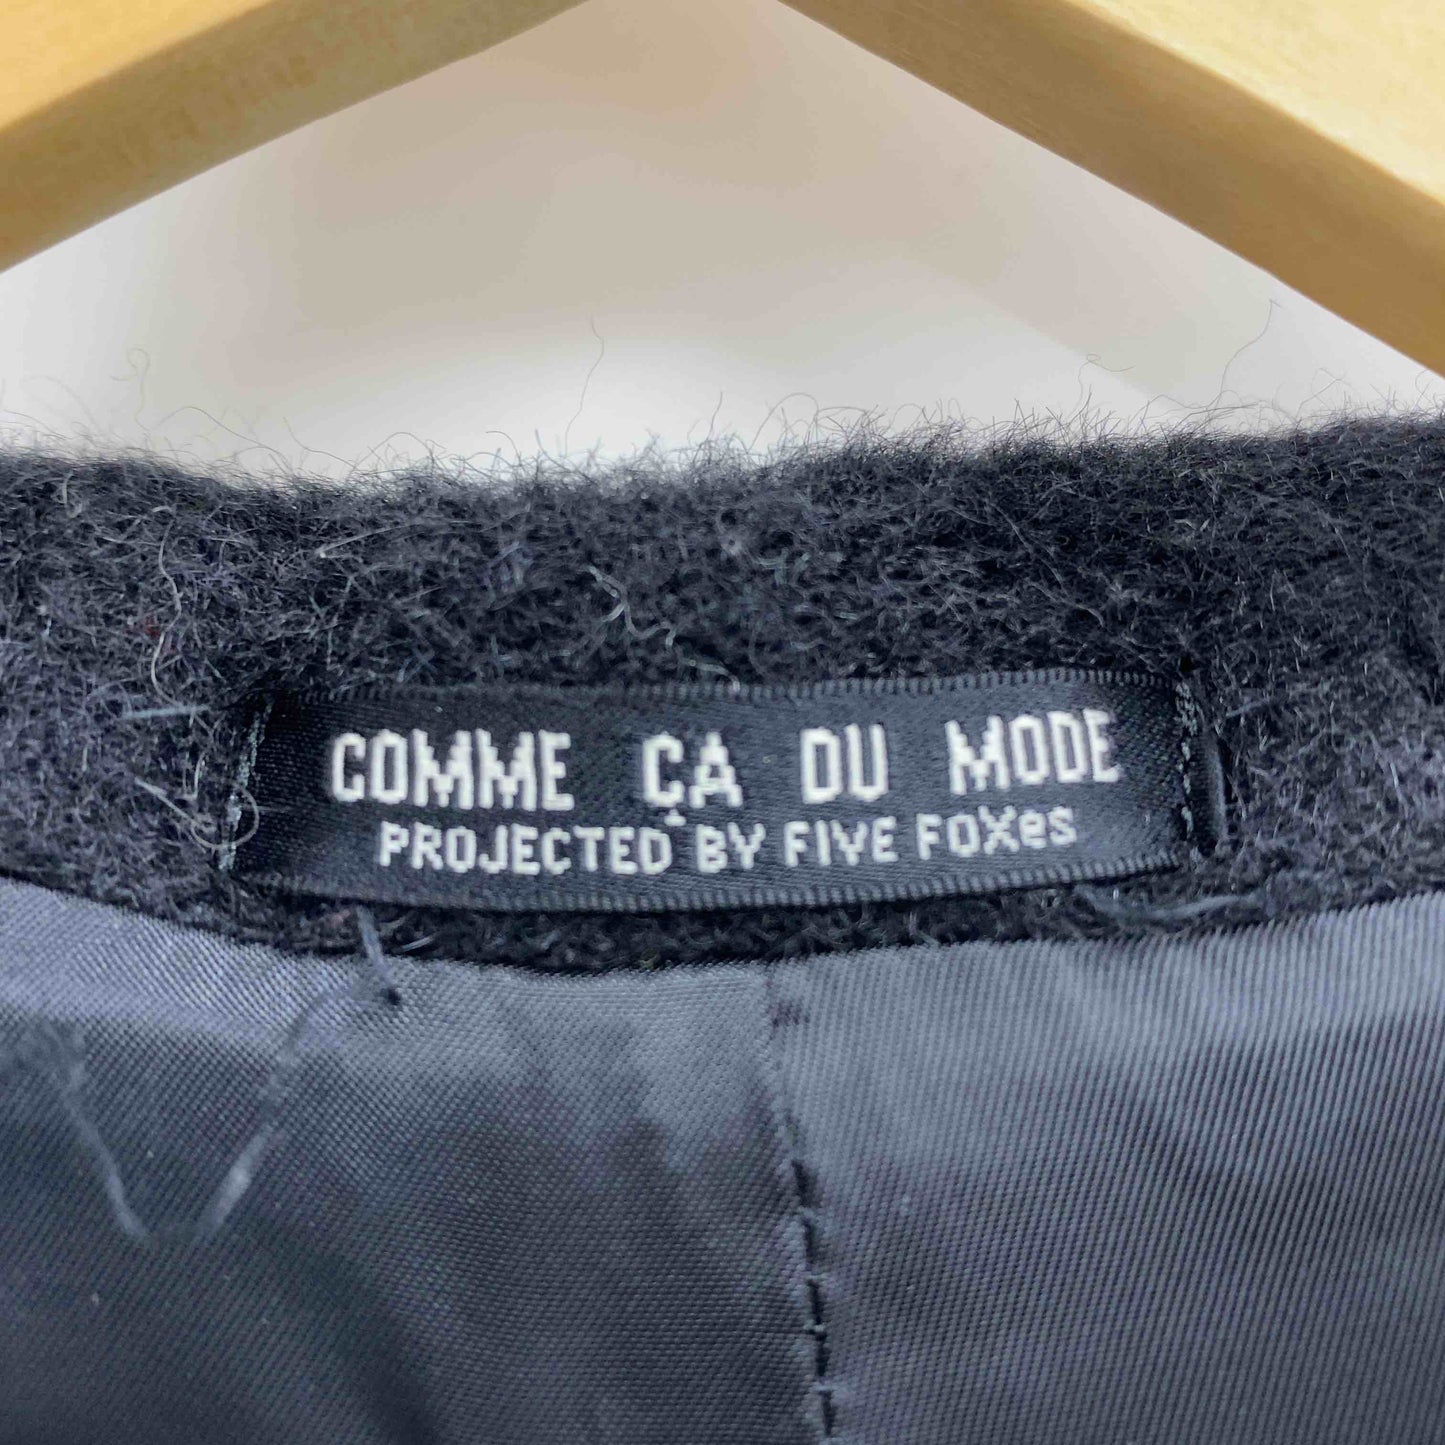 COMME ÇA DU MODE
PROJECTED BY FIVE FOXes